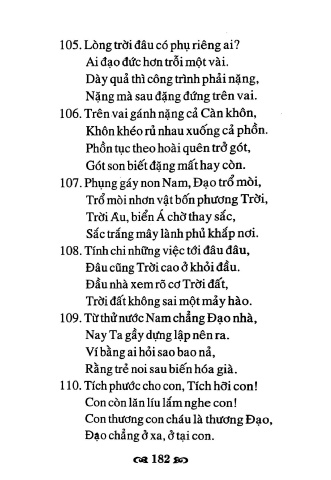 105. Lòng trời đâu có phụ riêng ai?
Ai đạo đức hơn trỗi một vài.
Dày quả thì công trình phải nặng,
Nặng mà sau đặng đứng trên vai.
106. Trên vai gánh nặng cả Càn khôn,
Khôn khéo rủ nhau xuống cả phồn.
Phồn tục theo hoài quên trở gót,
Gót son biết đặng mất hay còn.
107. Phụng gáy non Nam, Đạo trổ mòi,
Trổ mòi nhơn vật bốn phương Trời,
Trời Âu, biển Á chờ thay sắc,
Sắc trắng mây lành phủ khắp nơi.
108. Tính chi những việc tới đâu đâu,
Đâu cũng Trời cao ở khỏi đầu.
Đầu nhà xem rõ cơ Trời đất,
Trời đất không sai một mảy hào.
109. Từ thử nước Nam chẳng Đạo nhà,
Nay Ta gầy dựng lập nên ra.
Ví bằng ai hỏi sao bao nả,
Rằng trẻ noi sau biến hóa già.
110. Tích phước cho con, Tích hỡi con!
Con còn lăn líu lắm nghe con!
Con thương con cháu là thương Đạo,
Đạo chẳng ở xa, ở tại con.
182